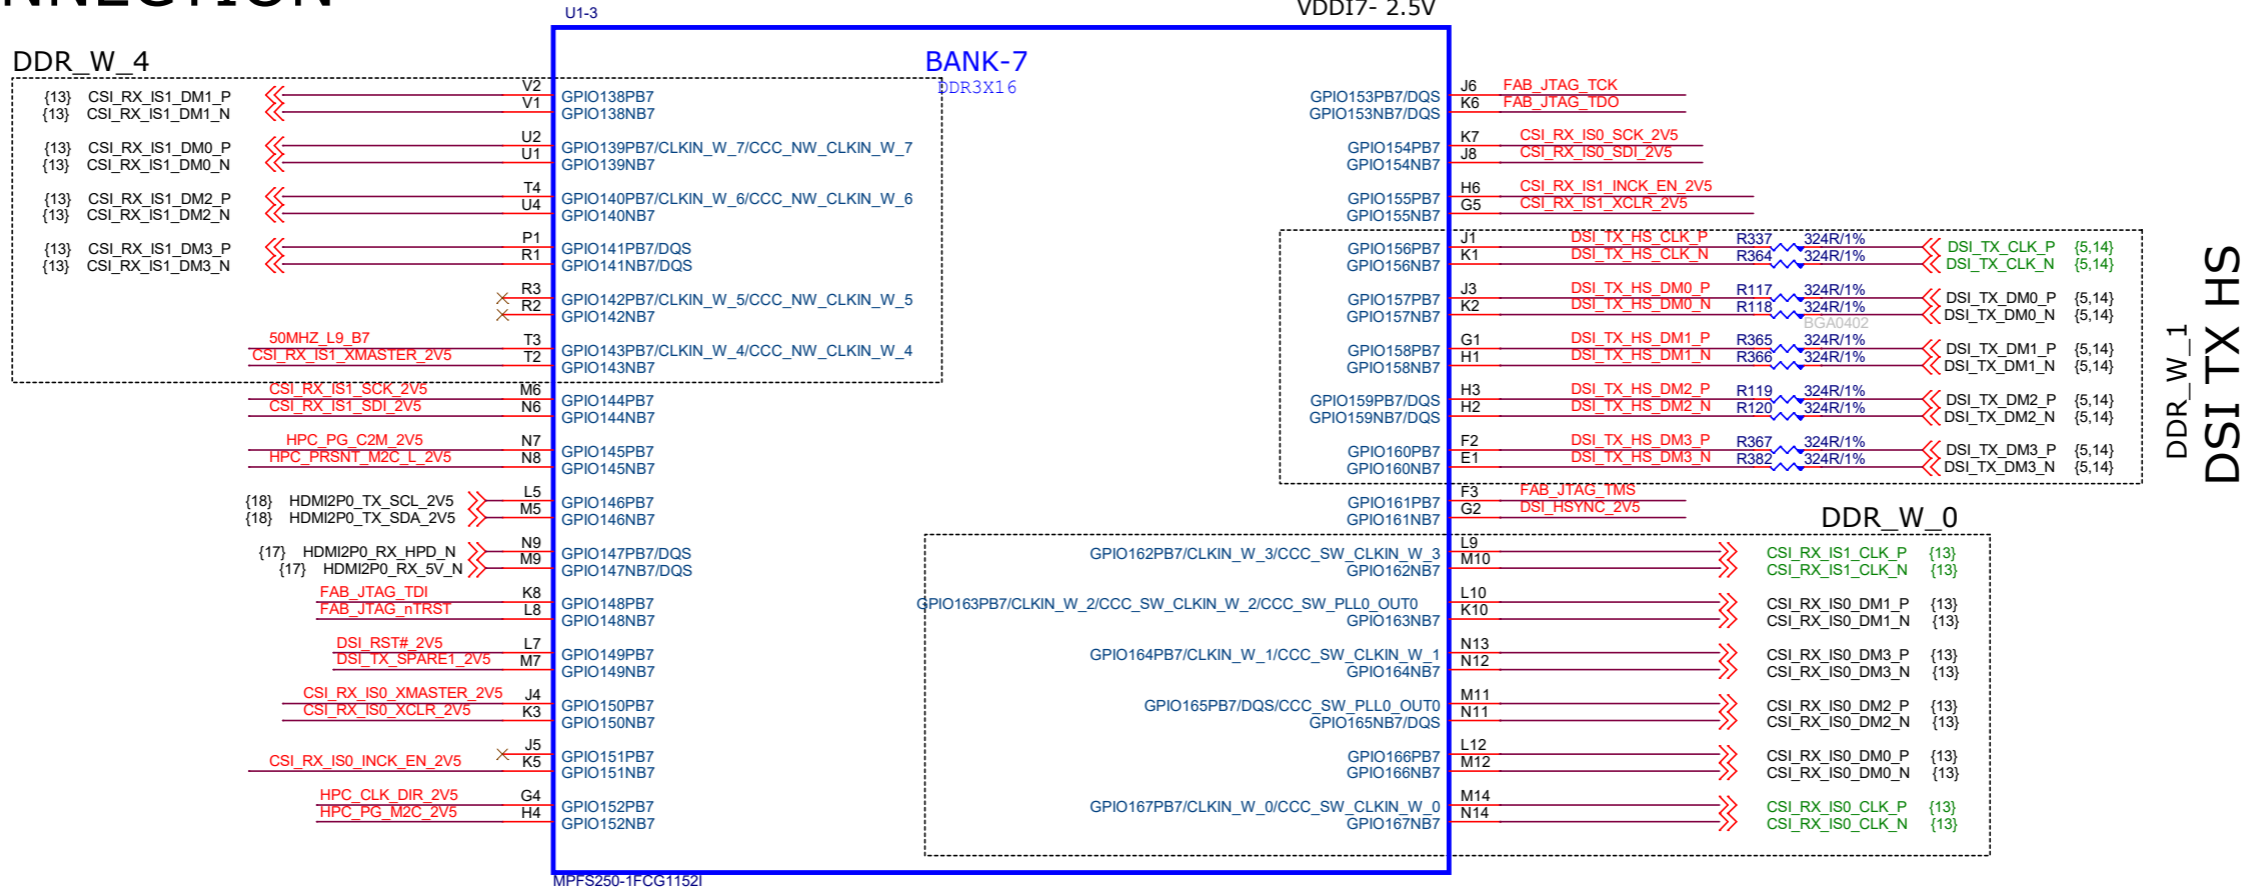 NNECTION
U1-3
VDDI7- 2.5V
DDR_W_4
BANK-7
DDR3X16
{13} CSI_RX_IS1_DM1_P V2 GPIO138PB7
{13} CSI_RX_IS1_DM1_N V1 GPIO138NB7
{13} CSI_RX_IS1_DM0_P U2 GPIO139PB7/CLKIN_W_7/CCC_NW_CLKIN_W_7
{13} CSI_RX_IS1_DM0_N U1 GPIO139NB7
{13} CSI_RX_IS1_DM2_P T4 GPIO140PB7/CLKIN_W_6/CCC_NW_CLKIN_W_6
{13} CSI_RX_IS1_DM2_N U4 GPIO140NB7
{13} CSI_RX_IS1_DM3_P P1 GPIO141PB7/DQS
{13} CSI_RX_IS1_DM3_N R1 GPIO141NB7/DQS
R3 GPIO142PB7/CLKIN_W_5/CCC_NW_CLKIN_W_5
R2 GPIO142NB7
50MHZ_L9_B7 T3 GPIO143PB7/CLKIN_W_4/CCC_NW_CLKIN_W_4
CSI_RX_IS1_XMASTER_2V5 T2 GPIO143NB7
CSI_RX_IS1_SCK_2V5 M6 GPIO144PB7
CSI_RX_IS1_SDI_2V5 N6 GPIO144NB7
HPC_PG_C2M_2V5 N7 GPIO145PB7
HPC_PRSNT_M2C_L_2V5 N8 GPIO145NB7
{18} HDMI2P0_TX_SCL_2V5 L5 GPIO146PB7
{18} HDMI2P0_TX_SDA_2V5 M5 GPIO146NB7
{17} HDMI2P0_RX_HPD_N N9 GPIO147PB7/DQS
{17} HDMI2P0_RX_5V_N M9 GPIO147NB7/DQS
FAB_JTAG_TDI K8 GPIO148PB7
FAB_JTAG_nTRST L8 GPIO148NB7
DSI_RST#_2V5 L7 GPIO149PB7
DSI_TX_SPARE1_2V5 M7 GPIO149NB7
CSI_RX_IS0_XMASTER_2V5 J4 GPIO150PB7
CSI_RX_IS0_XCLR_2V5 K3 GPIO150NB7
J5 GPIO151PB7
CSI_RX_IS0_INCK_EN_2V5 K5 GPIO151NB7
HPC_CLK_DIR_2V5 G4 GPIO152PB7
HPC_PG_M2C_2V5 H4 GPIO152NB7
GPIO153PB7/DQS J6 FAB_JTAG_TCK
GPIO153NB7/DQS K6 FAB_JTAG_TDO
GPIO154PB7 K7 CSI_RX_IS0_SCK_2V5
GPIO154NB7 J8 CSI_RX_IS0_SDI_2V5
GPIO155PB7 H6 CSI_RX_IS1_INCK_EN_2V5
GPIO155NB7 G5 CSI_RX_IS1_XCLR_2V5
GPIO156PB7 J1 DSI_TX_HS_CLK_P R337 324R/1% DSI_TX_CLK_P {5,14}
GPIO156NB7 K1 DSI_TX_HS_CLK_N R364 324R/1% DSI_TX_CLK_N {5,14}
GPIO157PB7 J3 DSI_TX_HS_DM0_P R117 324R/1% DSI_TX_DM0_P {5,14}
GPIO157NB7 K2 DSI_TX_HS_DM0_N R118 324R/1% DSI_TX_DM0_N {5,14}
BGA0402
GPIO158PB7 G1 DSI_TX_HS_DM1_P R365 324R/1% DSI_TX_DM1_P {5,14}
GPIO158NB7 H1 DSI_TX_HS_DM1_N R366 324R/1% DSI_TX_DM1_N {5,14}
GPIO159PB7/DQS H3 DSI_TX_HS_DM2_P R119 324R/1% DSI_TX_DM2_P {5,14}
GPIO159NB7/DQS H2 DSI_TX_HS_DM2_N R120 324R/1% DSI_TX_DM2_N {5,14}
GPIO160PB7 F2 DSI_TX_HS_DM3_P R367 324R/1% DSI_TX_DM3_P {5,14}
GPIO160NB7 E1 DSI_TX_HS_DM3_N R382 324R/1% DSI_TX_DM3_N {5,14}
DDR_W_1
DSI TX HS
GPIO161PB7 F3 FAB_JTAG_TMS
GPIO161NB7 G2 DSI_HSYNC_2V5
DDR_W_0
GPIO162PB7/CLKIN_W_3/CCC_SW_CLKIN_W_3 L9 CSI_RX_IS1_CLK_P {13}
GPIO162NB7 M10 CSI_RX_IS1_CLK_N {13}
GPIO163PB7/CLKIN_W_2/CCC_SW_CLKIN_W_2/CCC_SW_PLL0_OUT0 L10 CSI_RX_IS0_DM1_P {13}
GPIO163NB7 K10 CSI_RX_IS0_DM1_N {13}
GPIO164PB7/CLKIN_W_1/CCC_SW_CLKIN_W_1 N13 CSI_RX_IS0_DM3_P {13}
GPIO164NB7 N12 CSI_RX_IS0_DM3_N {13}
GPIO165PB7/DQS/CCC_SW_PLL0_OUT0 M11 CSI_RX_IS0_DM2_P {13}
GPIO165NB7/DQS N11 CSI_RX_IS0_DM2_N {13}
GPIO166PB7 L12 CSI_RX_IS0_DM0_P {13}
GPIO166NB7 M12 CSI_RX_IS0_DM0_N {13}
GPIO167PB7/CLKIN_W_0/CCC_SW_CLKIN_W_0 M14 CSI_RX_IS0_CLK_P {13}
GPIO167NB7 N14 CSI_RX_IS0_CLK_N {13}
MPFS250-1FCG1152I